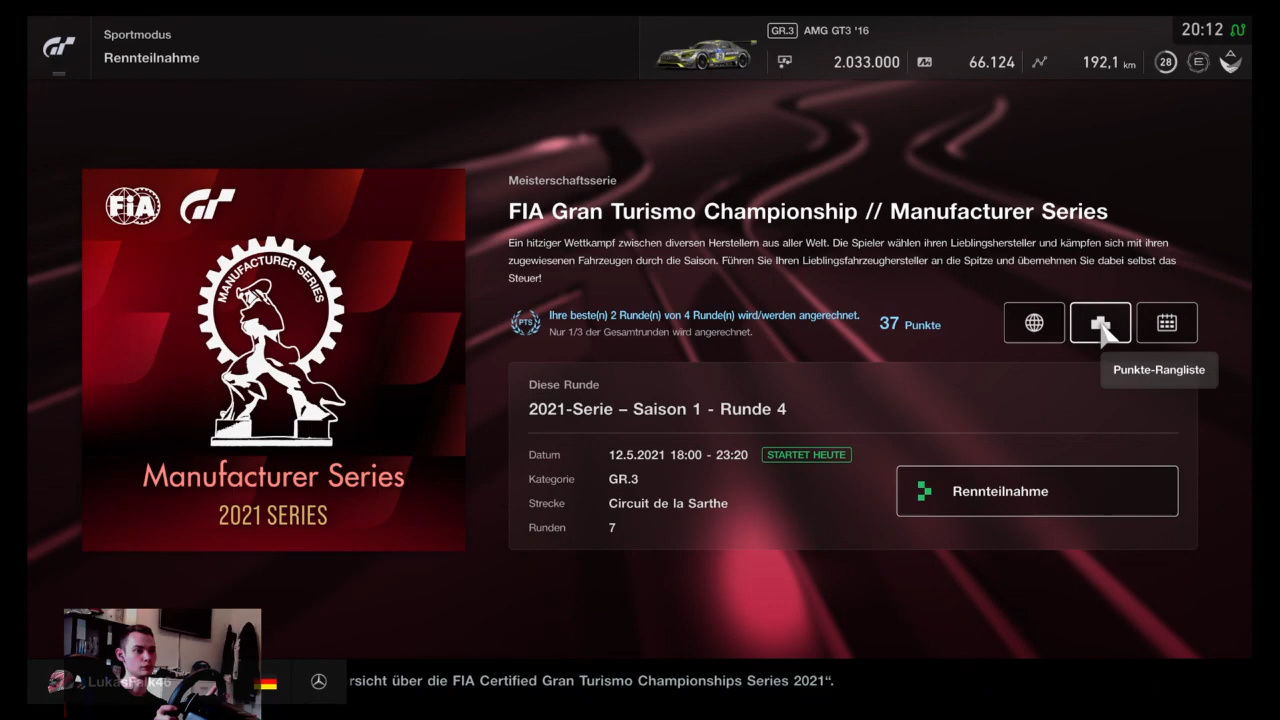 Sportmodus
Rennteilnahme
GR.3 AMG GT3 '16
2.033.000 66.124 192,1 km 28 E
20:12
FIA GT
MANUFACTURER SERIES
Manufacturer Series
2021 SERIES
Meisterschaftsserie
FIA Gran Turismo Championship // Manufacturer Series
Ein hitziger Wettkampf zwischen diversen Herstellern aus aller Welt. Die Spieler wählen ihren Lieblingshersteller und kämpfen sich mit ihren
zugewiesenen Fahrzeugen durch die Saison. Führen Sie Ihren Lieblingsfahrzeughersteller an die Spitze und übernehmen Sie dabei selbst das
Steuer!
PTS
Ihre beste(n) 2 Runde(n) von 4 Runde(n) wird/werden angerechnet.
Nur 1/3 der Gesamtrunden wird angerechnet.
37 Punkte
Punkte-Rangliste
Diese Runde
2021-Serie – Saison 1 - Runde 4
Datum 12.5.2021 18:00 - 23:20 STARTET HEUTE
Kategorie GR.3
Strecke Circuit de la Sarthe
Runden 7
Rennteilnahme
rsicht über die FIA Certified Gran Turismo Championships Series 2021“.